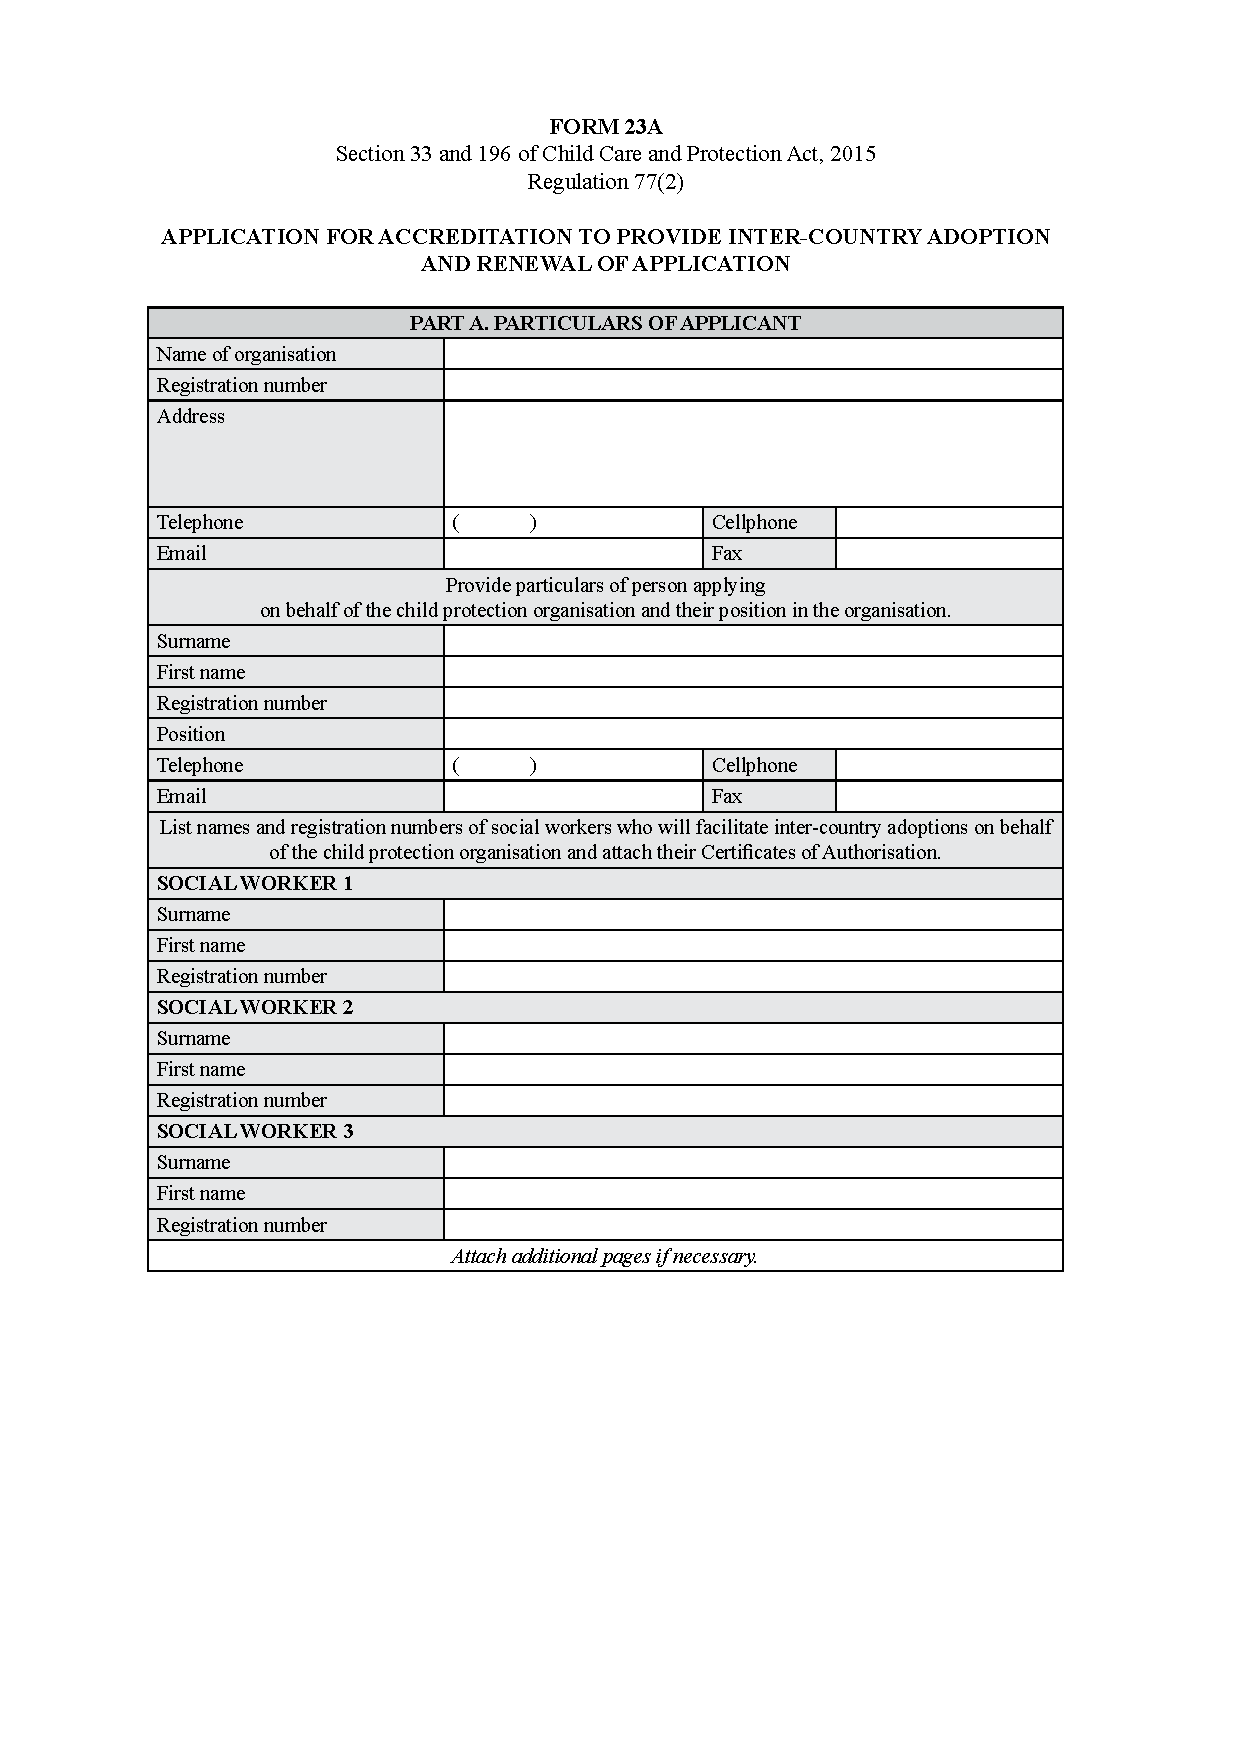 FORM 23A
Section 33 and 196 of Child Care and Protection Act, 2015
Regulation 77(2)
APPLICATION FOR ACCREDITATION TO PROVIDE INTER-COUNTRY ADOPTION
AND RENEWAL OF APPLICATION
PART A. PARTICULARS OF APPLICANT
Name of organisation
Registration number
Address
Telephone ( ) Cellphone
Email Fax
Provide particulars of person applying
on behalf of the child protection organisation and their position in the organisation.
Surname
First name
Registration number
Position
Telephone ( ) Cellphone
Email Fax
List names and registration numbers of social workers who will facilitate inter-country adoptions on behalf
of the child protection organisation and attach their Certificates of Authorisation.
SOCIAL WORKER 1
Surname
First name
Registration number
SOCIAL WORKER 2
Surname
First name
Registration number
SOCIAL WORKER 3
Surname
First name
Registration number
Attach additional pages if necessary.